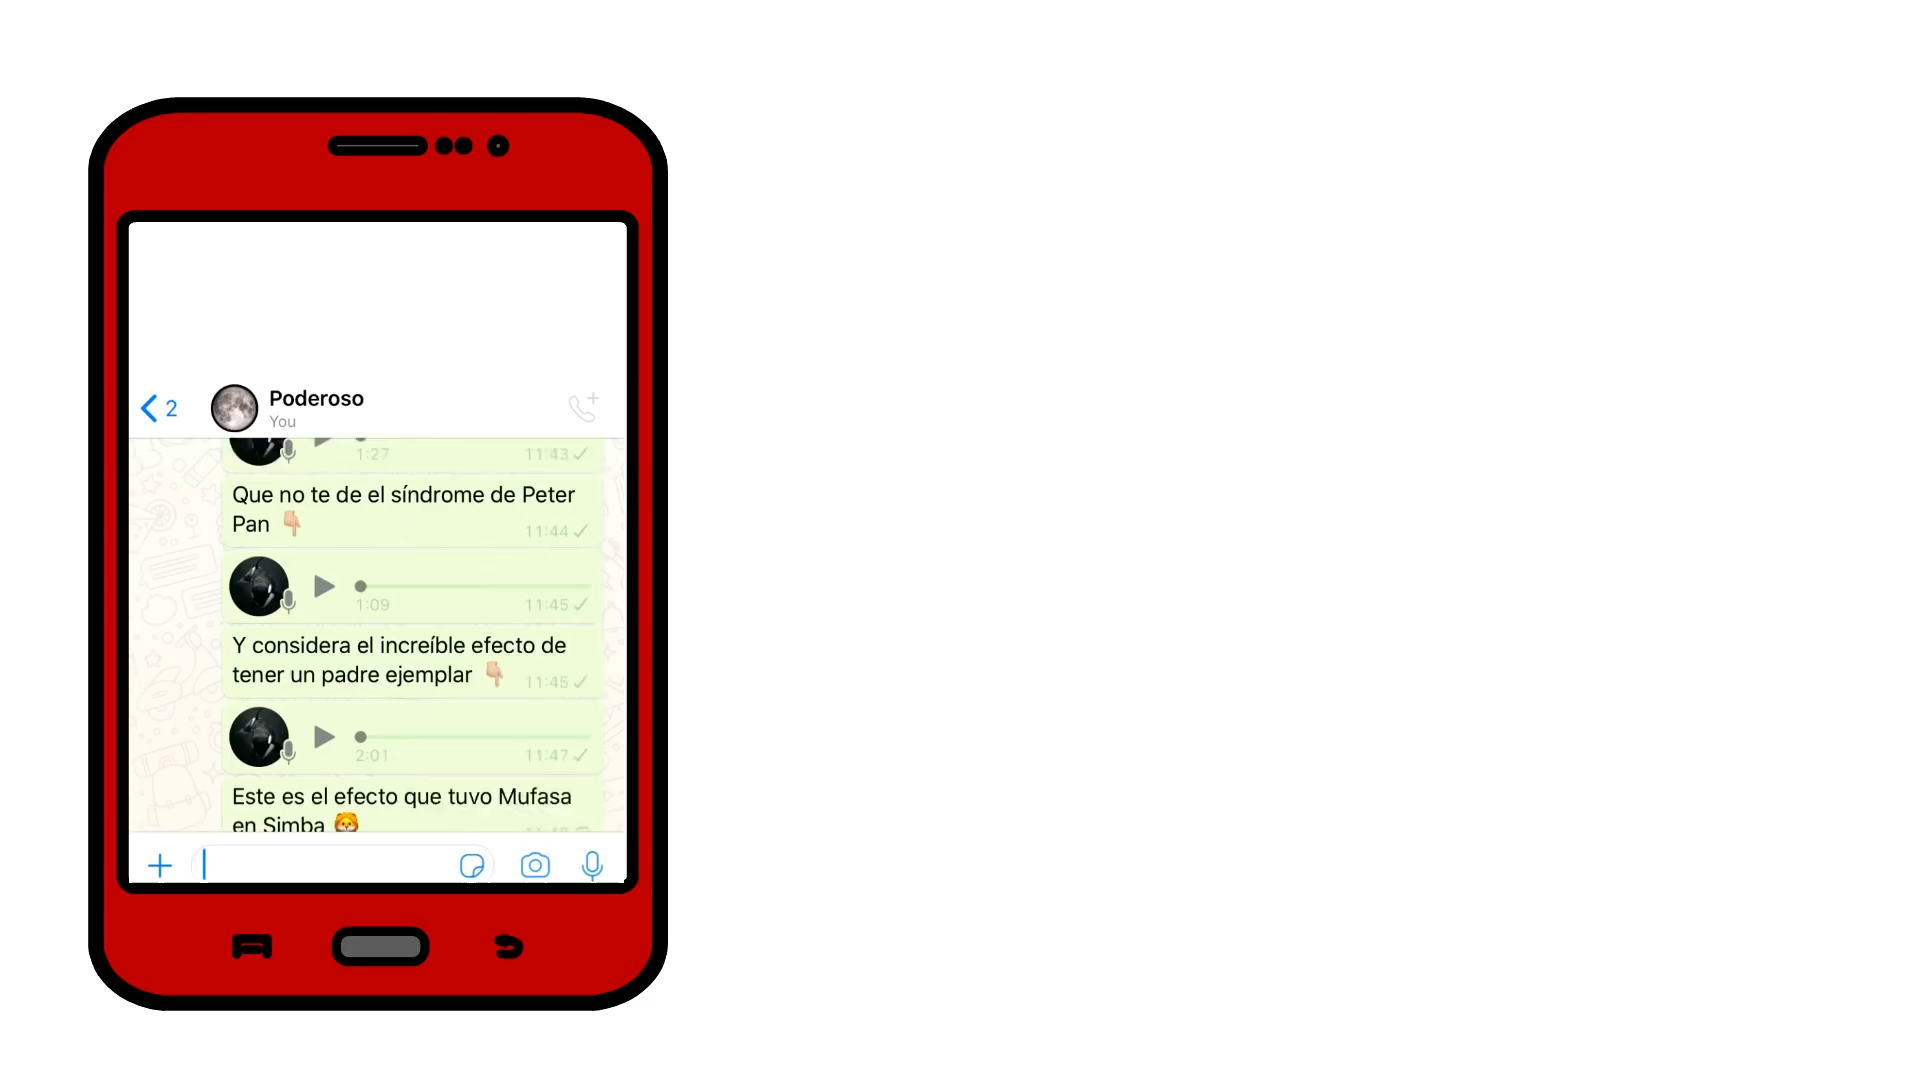 2
Poderoso
You
1:27 11:43
Que no te de el síndrome de Peter
Pan 👇🏼 11:44
1:09 11:45
Y considera el increíble efecto de
tener un padre ejemplar 👇🏼 11:45
2:01 11:47
Este es el efecto que tuvo Mufasa
en Simba 🦁